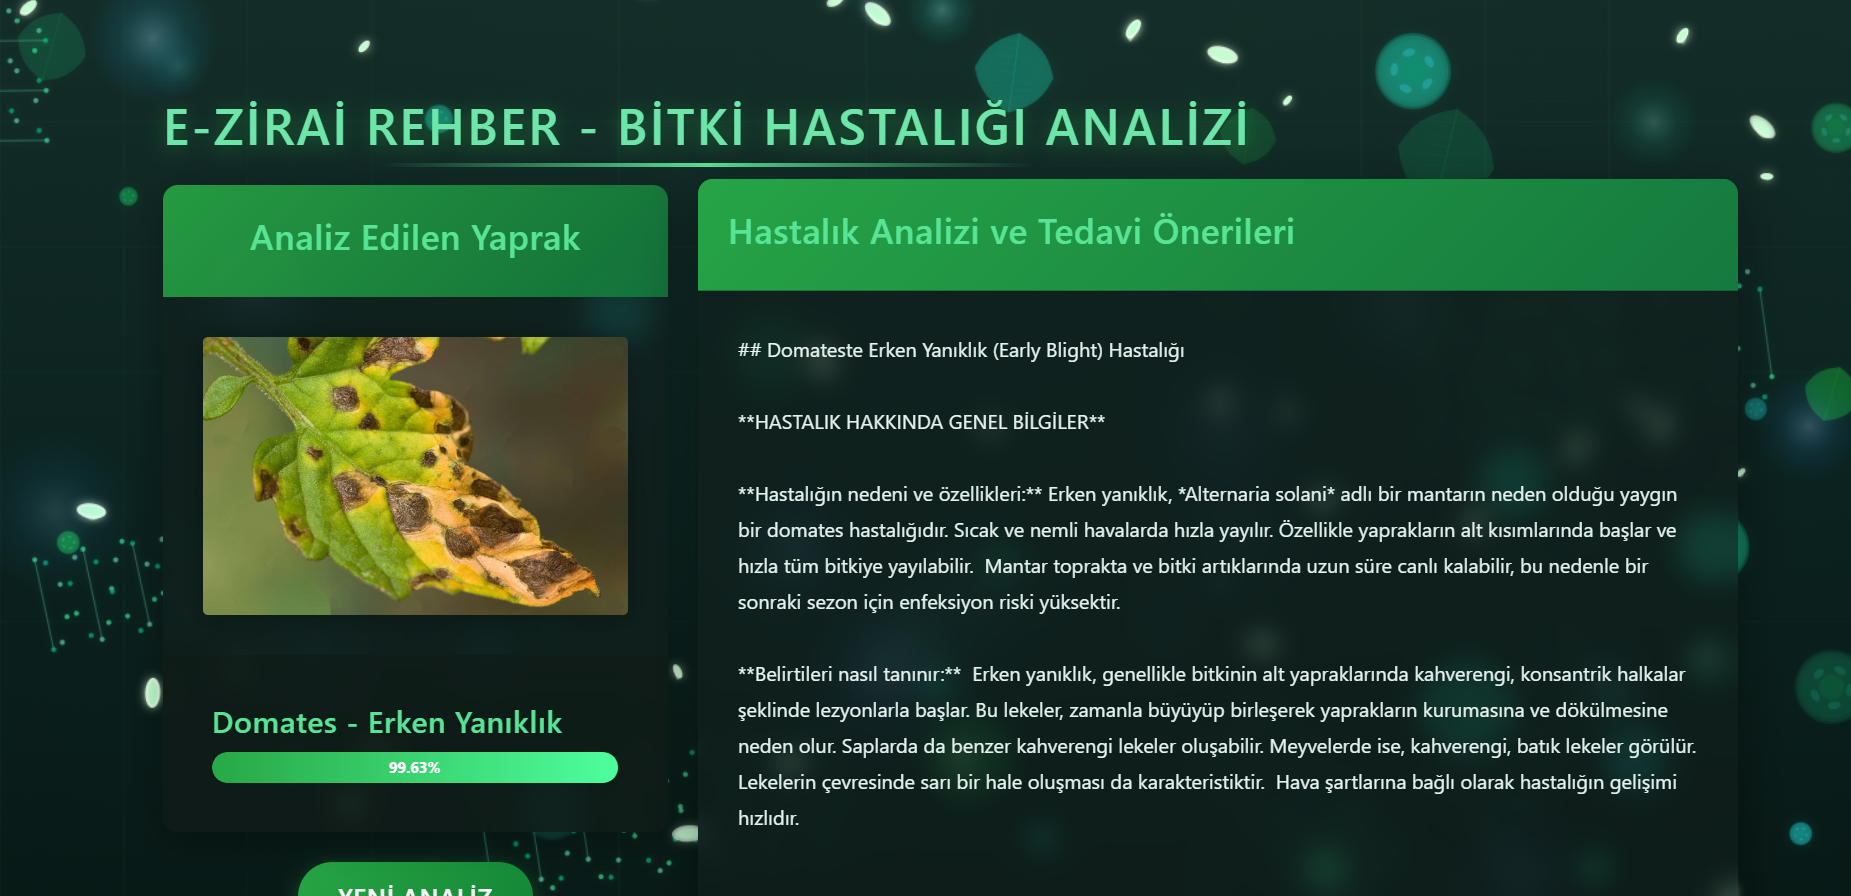 E-ZİRAİ REHBER - BİTKİ HASTALIĞI ANALİZİ
Analiz Edilen Yaprak
Domates - Erken Yanıklık
99.63%
YENİ ANALİZ
Hastalık Analizi ve Tedavi Önerileri
## Domateste Erken Yanıklık (Early Blight) Hastalığı
**HASTALIK HAKKINDA GENEL BİLGİLER**
**Hastalığın nedeni ve özellikleri:** Erken yanıklık, *Alternaria solani* adlı bir mantarın neden olduğu yaygın
bir domates hastalığıdır. Sıcak ve nemli havalarda hızla yayılır. Özellikle yaprakların alt kısımlarında başlar ve
hızla tüm bitkiye yayılabilir.  Mantar toprakta ve bitki artıklarında uzun süre canlı kalabilir, bu nedenle bir
sonraki sezon için enfeksiyon riski yüksektir.
**Belirtileri nasıl tanınır:**  Erken yanıklık, genellikle bitkinin alt yapraklarında kahverengi, konsantrik halkalar
şeklinde lezyonlarla başlar. Bu lekeler, zamanla büyüyüp birleşerek yaprakların kurumasına ve dökülmesine
neden olur. Saplarda da benzer kahverengi lekeler oluşabilir. Meyvelerde ise, kahverengi, batık lekeler görülür.
Lekelerin çevresinde sarı bir hale oluşması da karakteristiktir.  Hava şartlarına bağlı olarak hastalığın gelişimi
hızlıdır.